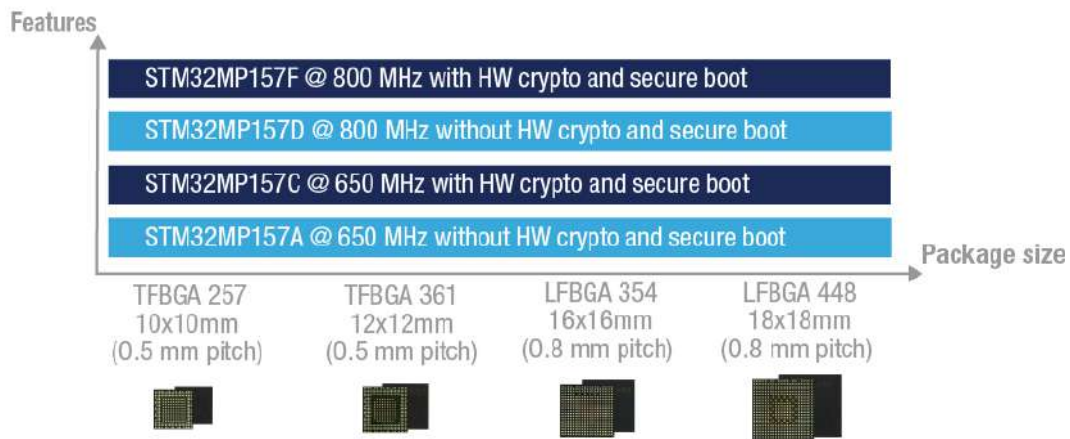 Features
STM32MP157F @ 800 MHz with HW crypto and secure boot
STM32MP157D @ 800 MHz without HW crypto and secure boot
STM32MP157C @ 650 MHz with HW crypto and secure boot
STM32MP157A @ 650 MHz without HW crypto and secure boot
Package size
TFBGA 257
10x10mm
(0.5 mm pitch)
TFBGA 361
12x12mm
(0.5 mm pitch)
LFBGA 354
16x16mm
(0.8 mm pitch)
LFBGA 448
18x18mm
(0.8 mm pitch)